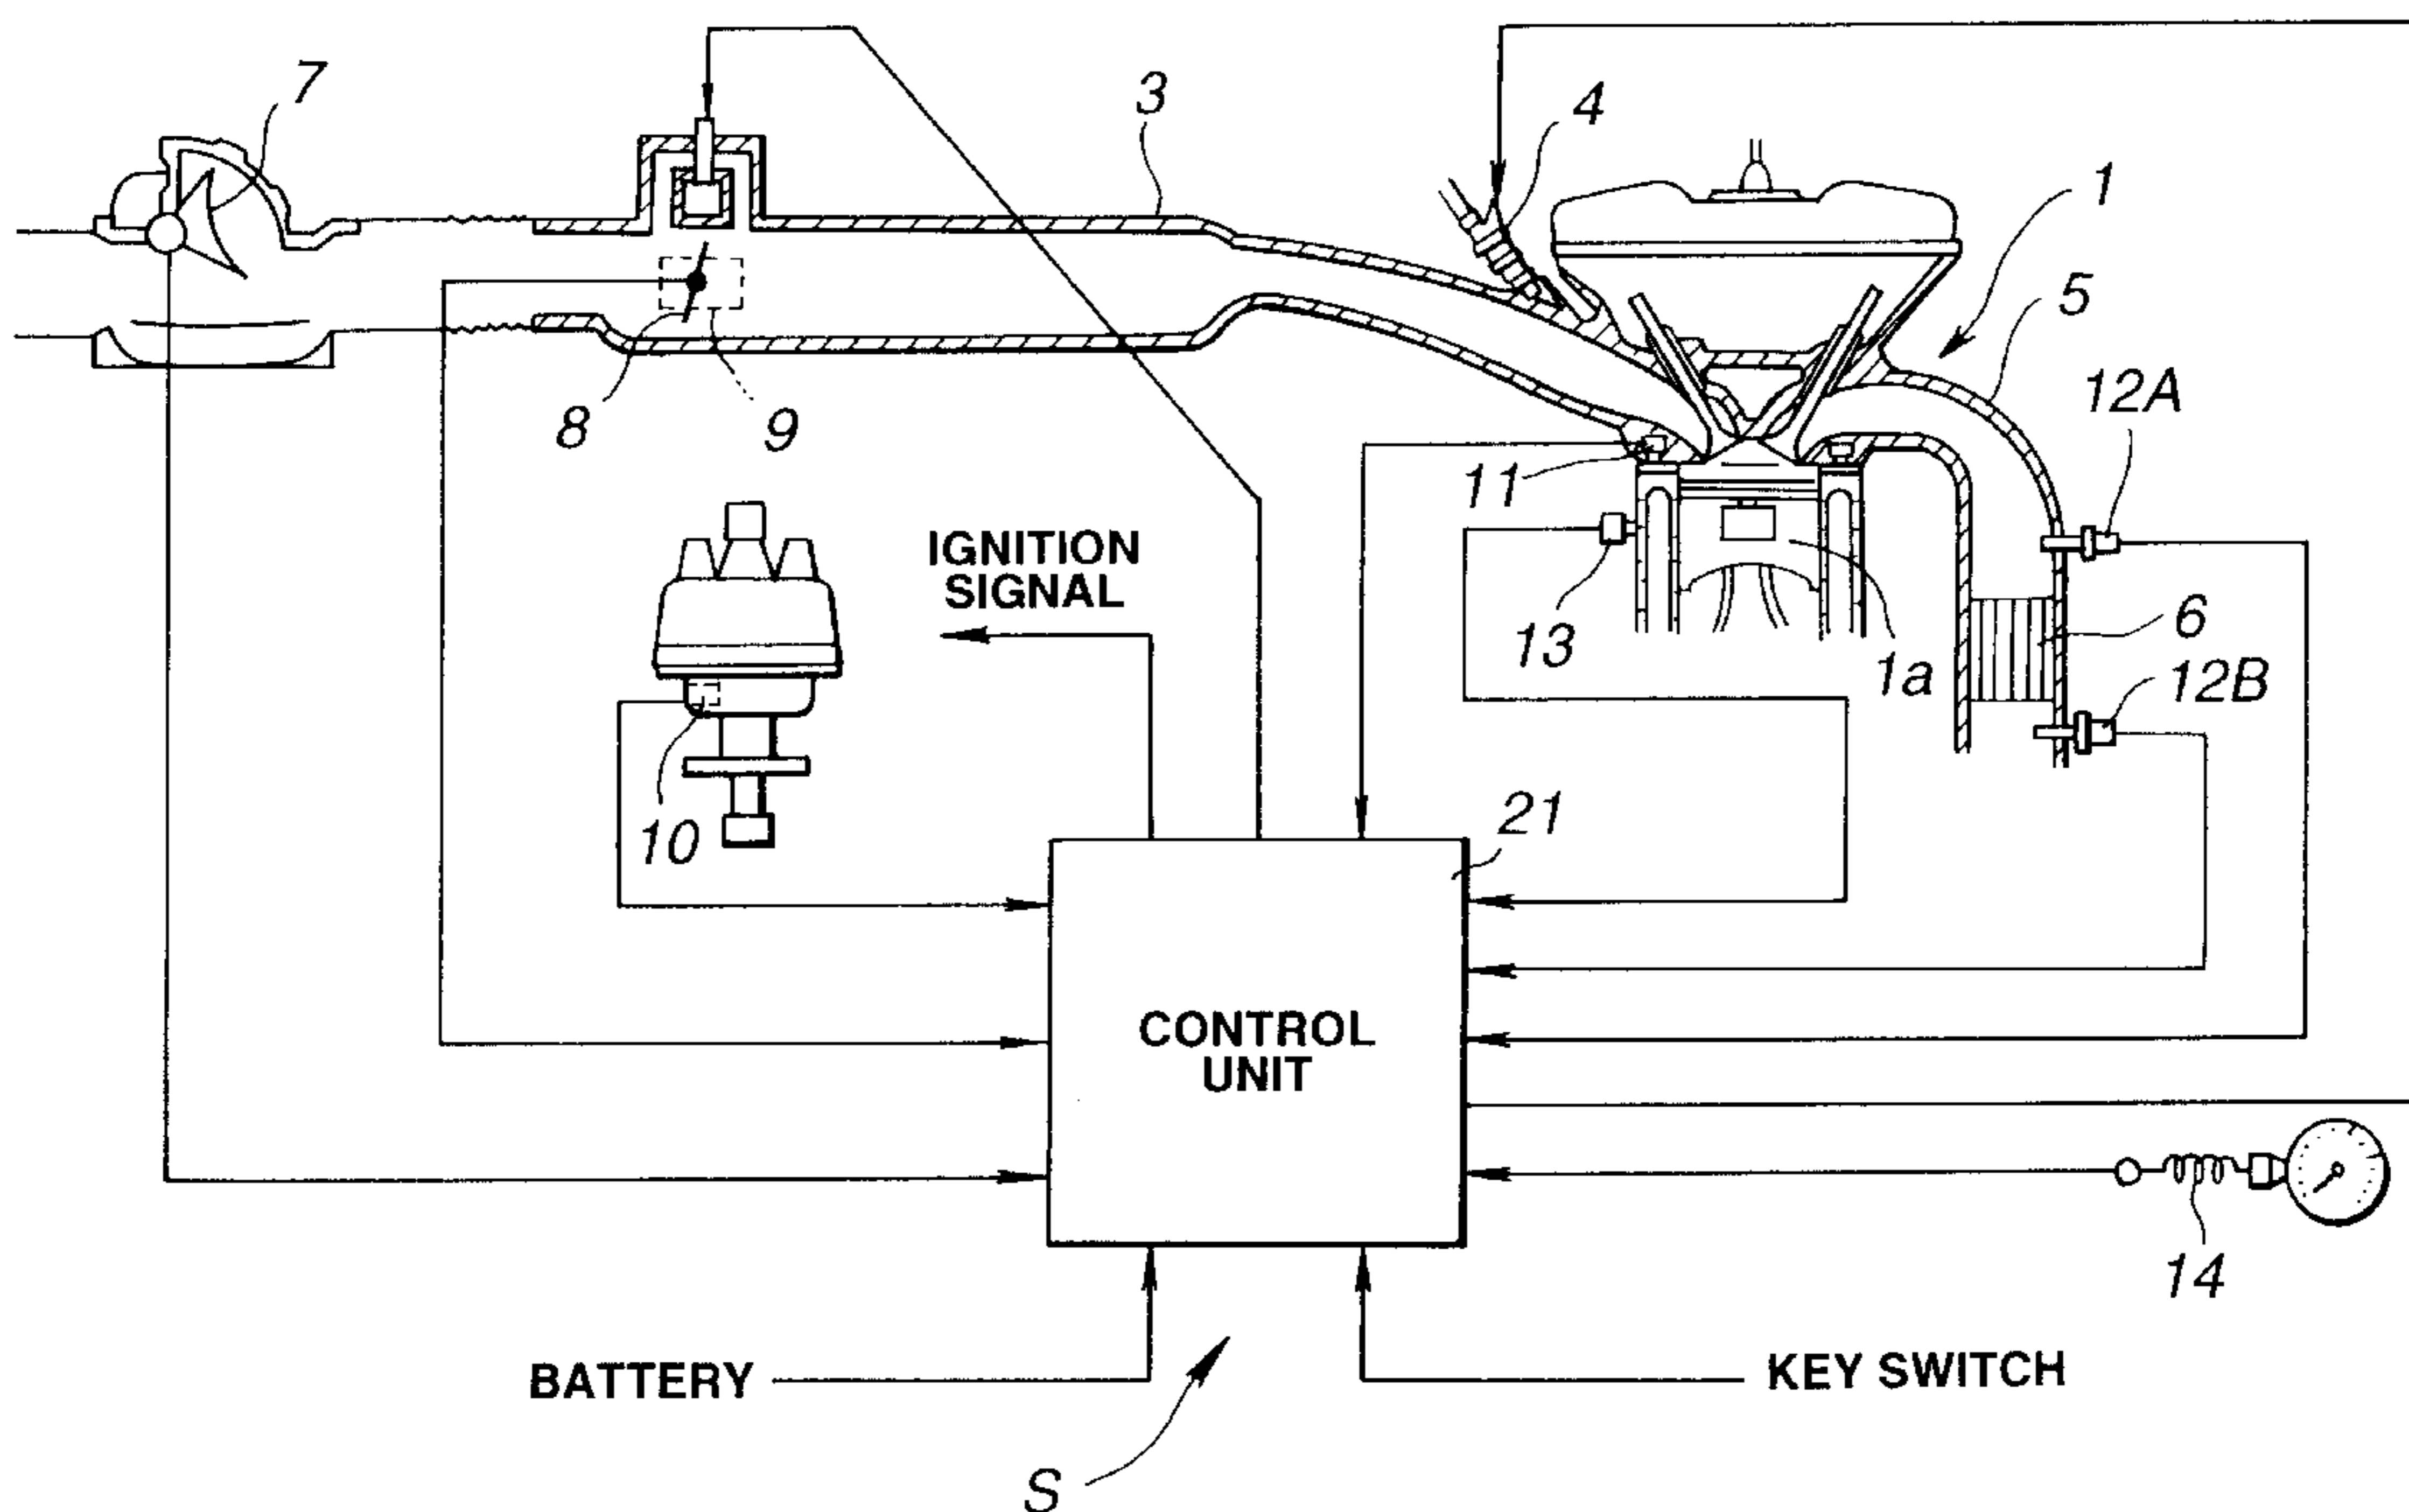 7
3
4
1
5
8
9
12A
11
IGNITION
SIGNAL
13
1a
6
12B
10
21
CONTROL
UNIT
14
BATTERY
KEY SWITCH
S